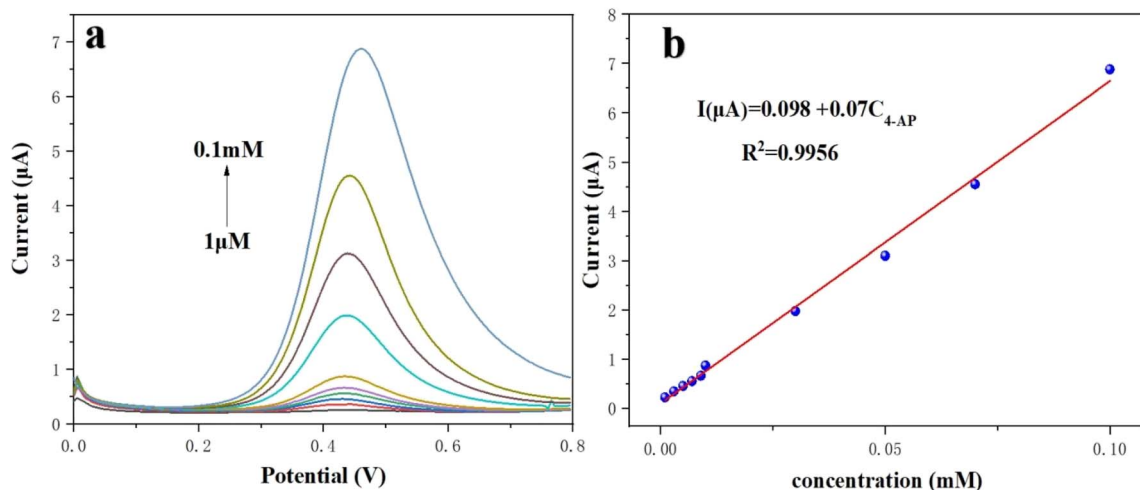 a
7
6
5
4
3
2
1
0
Current (μA)
0.1mM
1μM
0.0
0.2
0.4
0.6
0.8
Potential (V)
b
8
7
6
5
4
3
2
1
0
Current (μA)
I(μA)=0.098 +0.07C4-AP
R²=0.9956
0.00
0.05
0.10
concentration (mM)